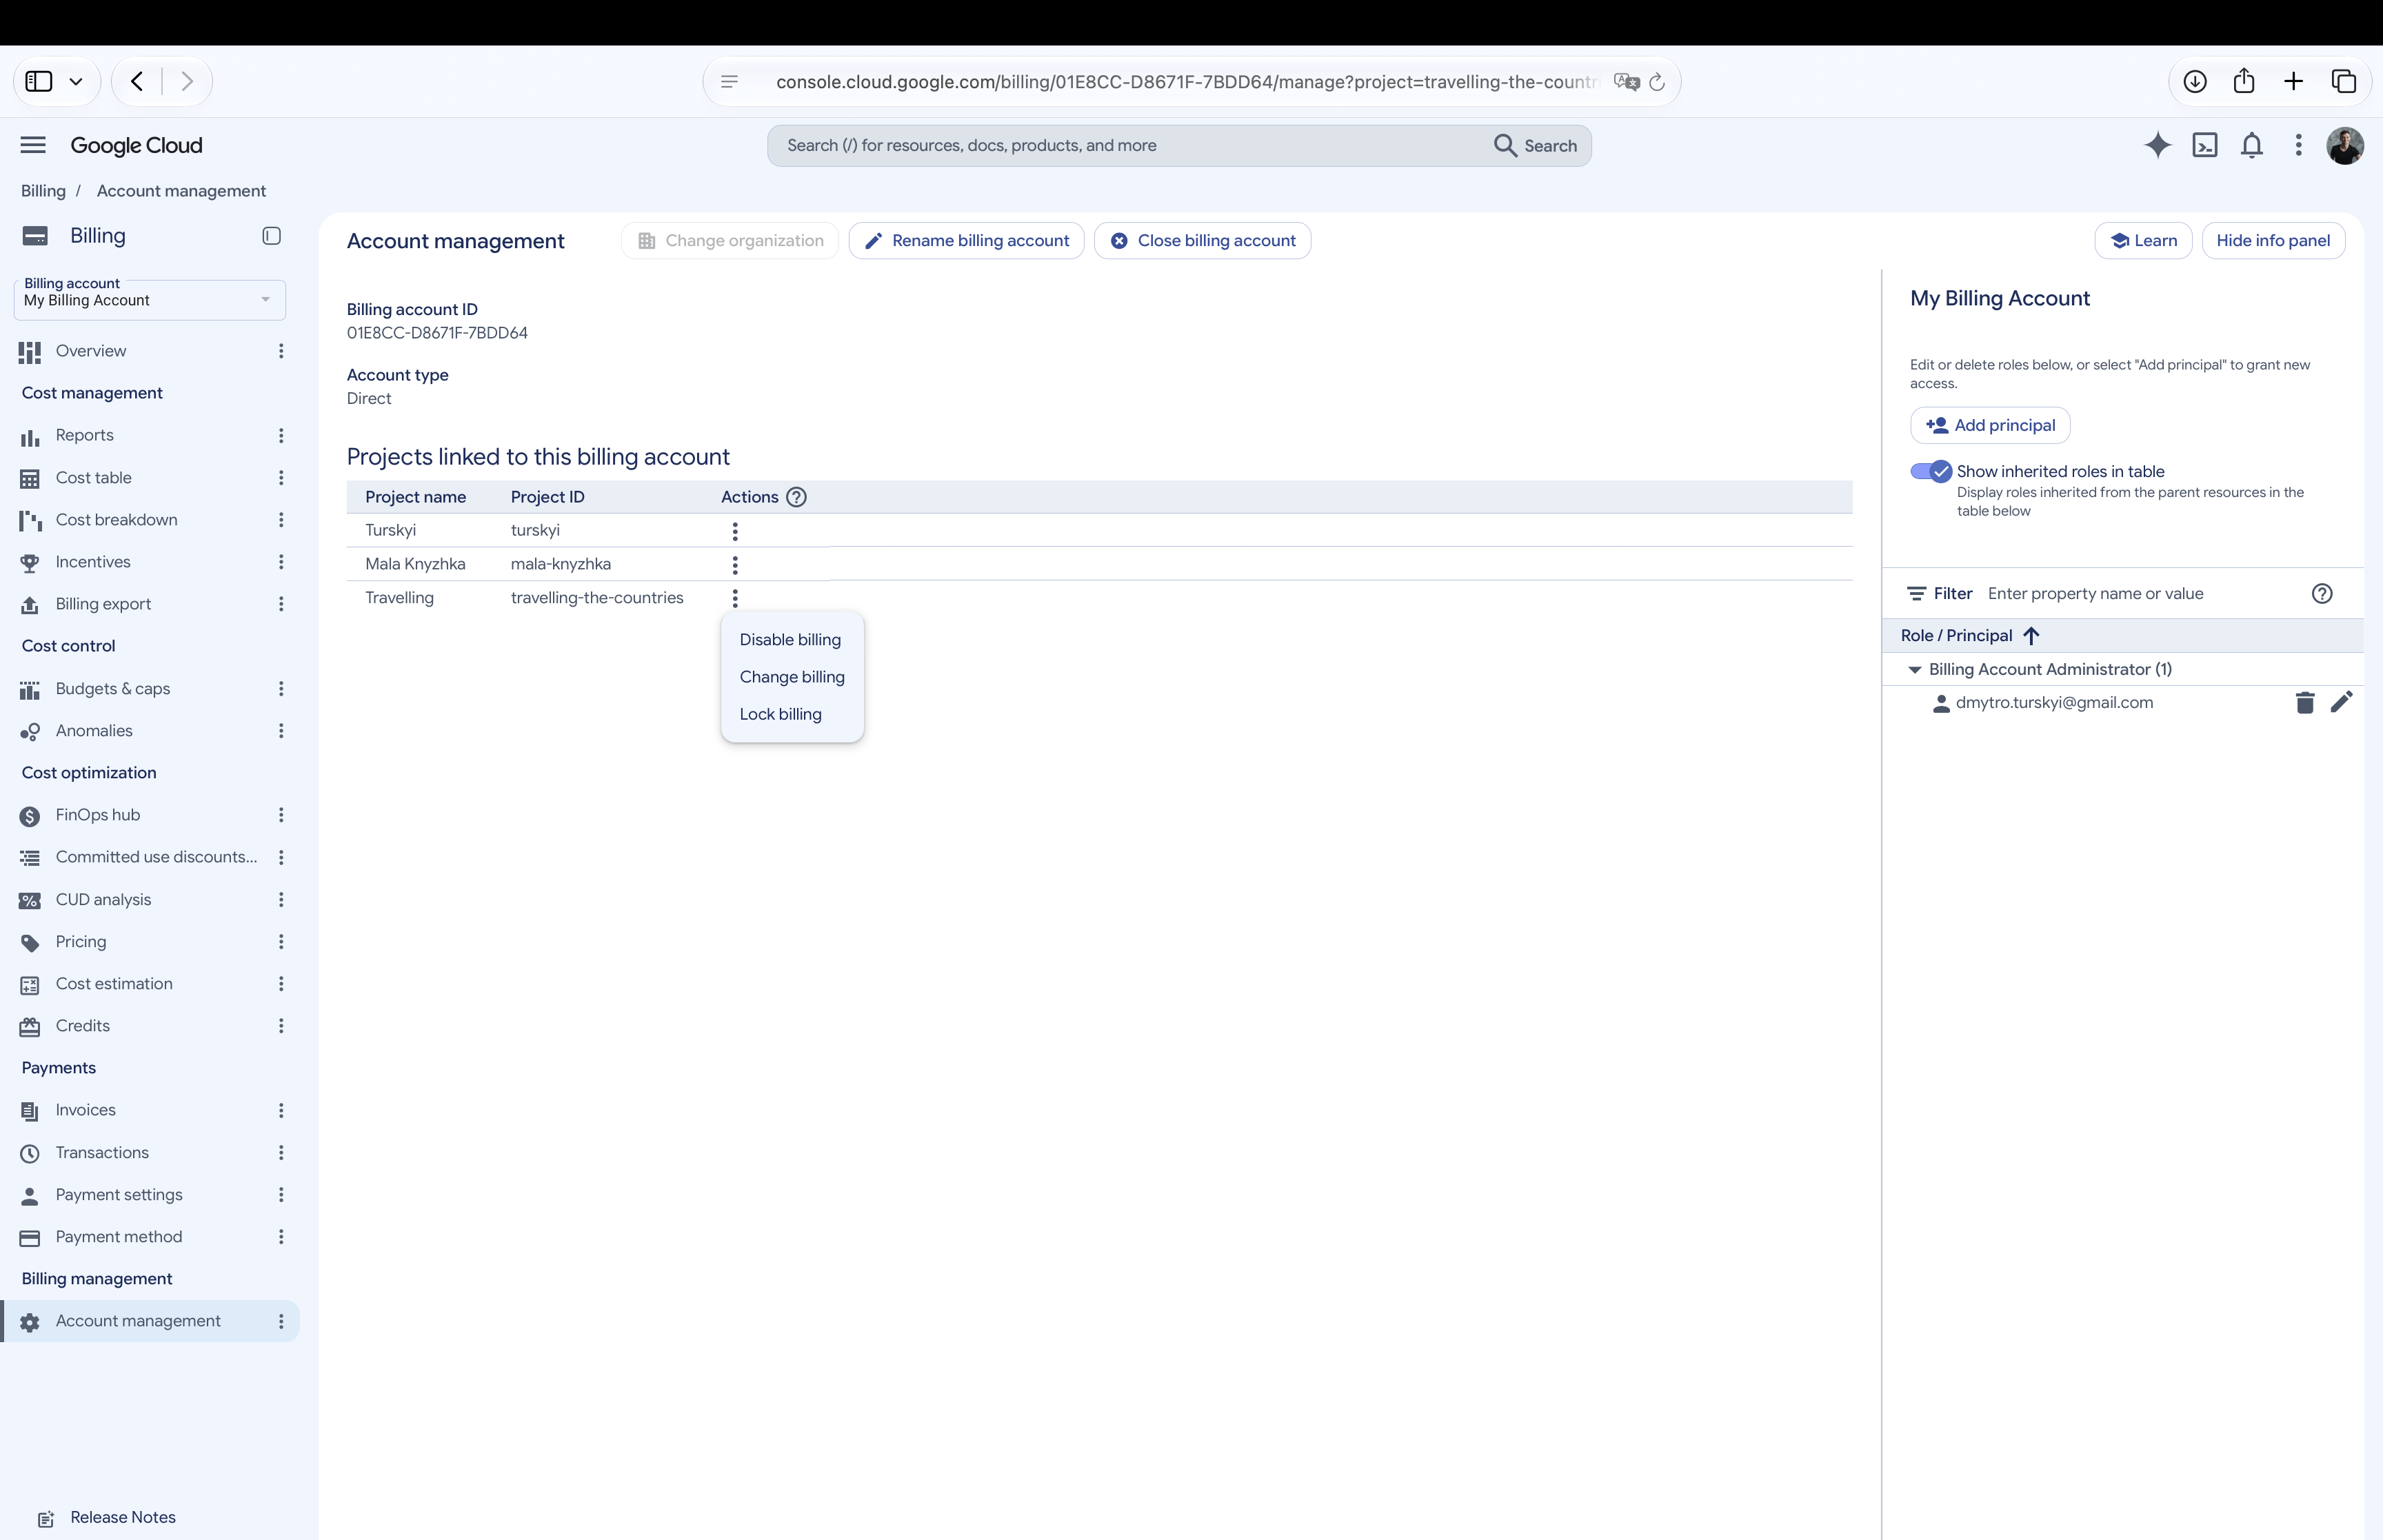 console.cloud.google.com/billing/01E8CC-D8671F-7BDD64/manage?project=travelling-the-countr
Google Cloud
Search (/) for resources, docs, products, and more
Search
Billing / Account management
Billing
Billing account
My Billing Account
Overview
Cost management
Reports
Cost table
Cost breakdown
Incentives
Billing export
Cost control
Budgets & caps
Anomalies
Cost optimization
FinOps hub
Committed use discounts...
CUD analysis
Pricing
Cost estimation
Credits
Payments
Invoices
Transactions
Payment settings
Payment method
Billing management
Account management
Release Notes
Account management
Change organization
Rename billing account
Close billing account
Learn
Hide info panel
Billing account ID
01E8CC-D8671F-7BDD64
Account type
Direct
Projects linked to this billing account
Project name Project ID Actions
Turskyi turskyi
Mala Knyzhka mala-knyzhka
Travelling travelling-the-countries
Disable billing
Change billing
Lock billing
My Billing Account
Edit or delete roles below, or select "Add principal" to grant new
access.
Add principal
Show inherited roles in table
Display roles inherited from the parent resources in the
table below
Filter Enter property name or value
Role / Principal
Billing Account Administrator (1)
dmytro.turskyi@gmail.com